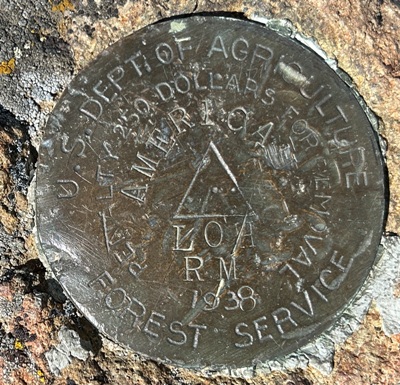 U.S. DEPT. OF AGRICULTURE
PENALTY 250 DOLLARS FOR REMOVAL
AMERICA
LOA
RM
1938
FOREST SERVICE